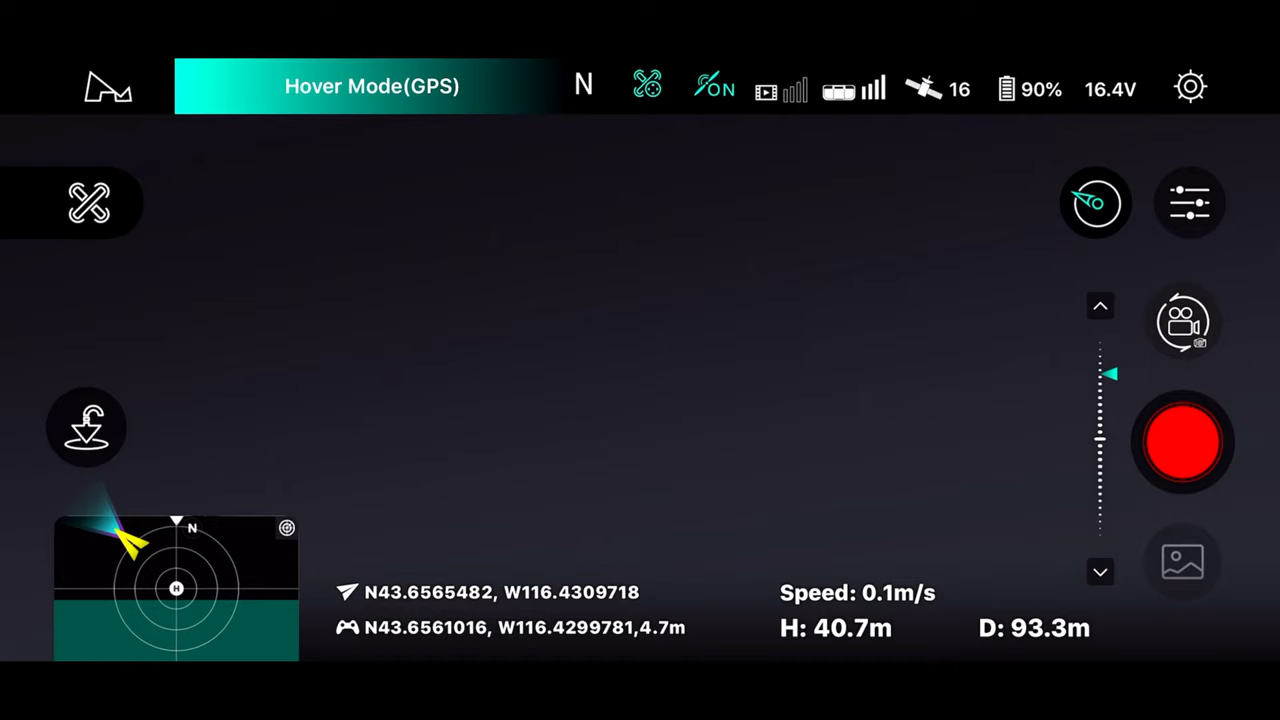 Hover Mode(GPS) N ON 16 90% 16.4V
N
H
N43.6565482, W116.4309718 Speed: 0.1m/s
N43.6561016, W116.4299781,4.7m H: 40.7m D: 93.3m